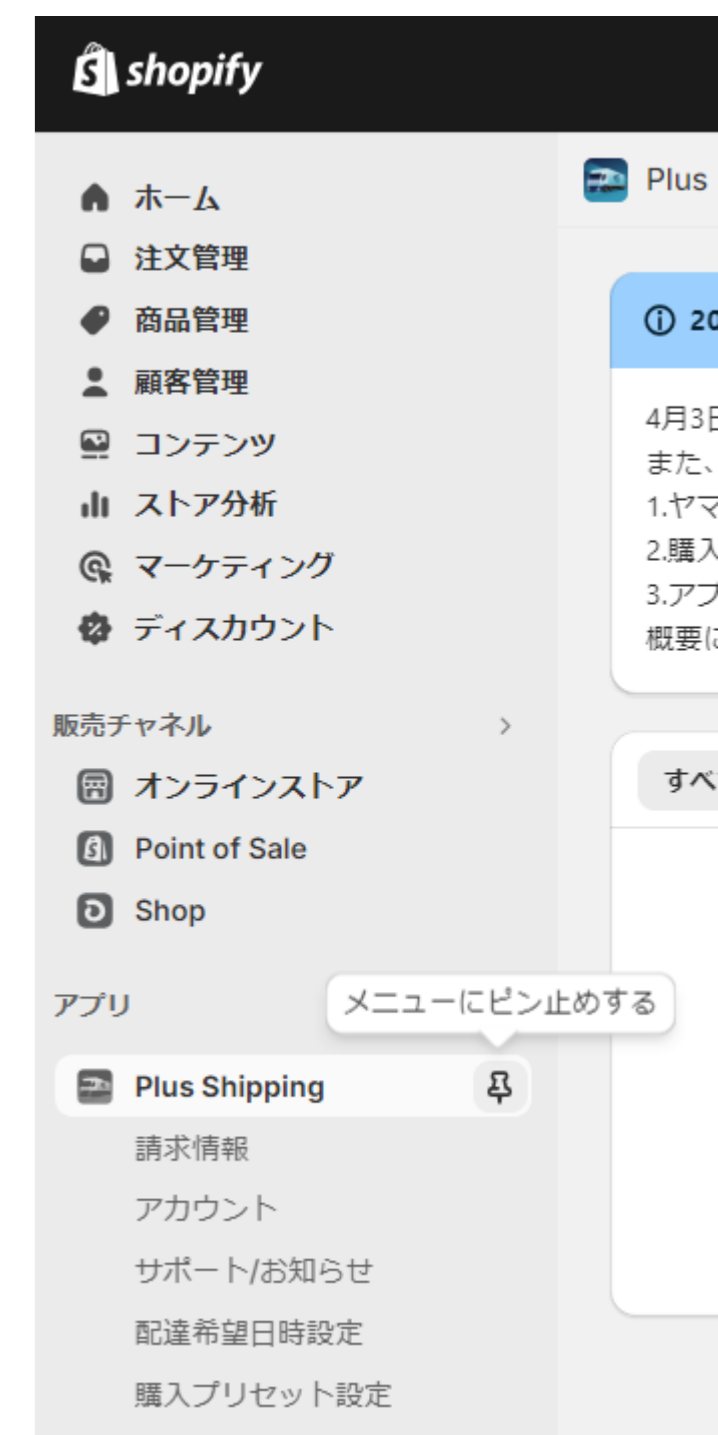 shopify
ホーム
注文管理
商品管理
顧客管理
コンテンツ
ストア分析
マーケティング
ディスカウント
販売チャネル
オンラインストア
Point of Sale
Shop
アプリ
メニューにピン止めする
Plus Shipping
請求情報
アカウント
サポート/お知らせ
配達希望日時設定
購入プリセット設定
Plus
20
4月3日
また、
1.ヤマ
2.購入
3.アプ
概要に
すべ